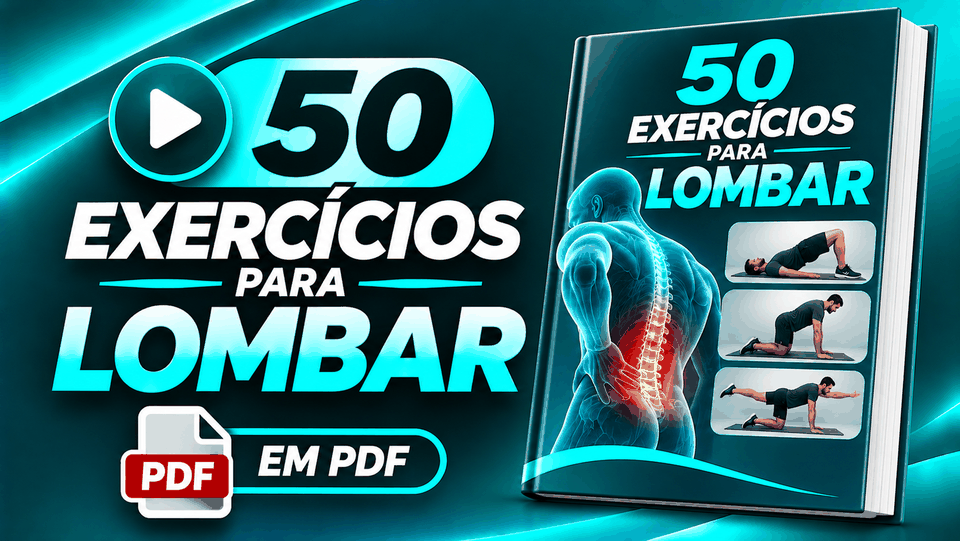 50
EXERCÍCIOS
PARA
LOMBAR
PDF
EM PDF
50
EXERCÍCIOS
PARA
LOMBAR